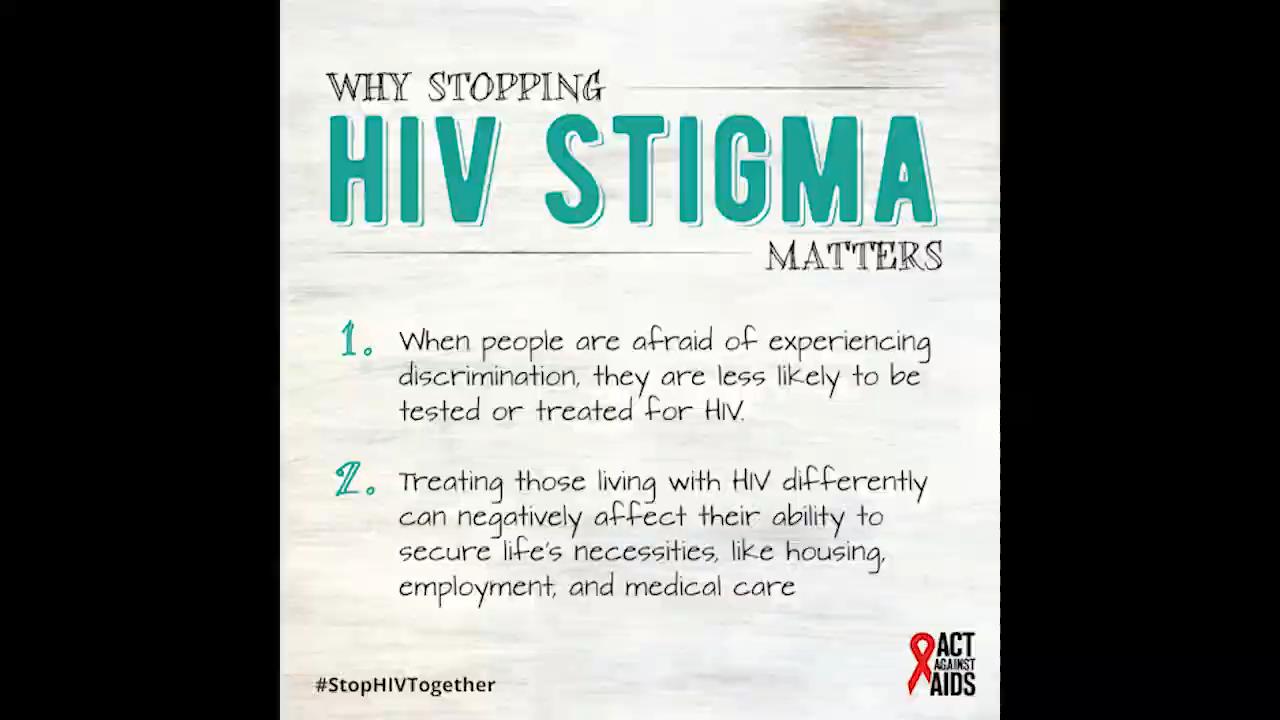 WHY STOPPING
HIV STIGMA
MATTERS
1. When people are afraid of experiencing
discrimination, they are less likely to be
tested or treated for HIV.
2. Treating those living with HIV differently
can negatively affect their ability to
secure life's necessities, like housing,
employment, and medical care
#StopHIVTogether
ACT
AGAINST
AIDS